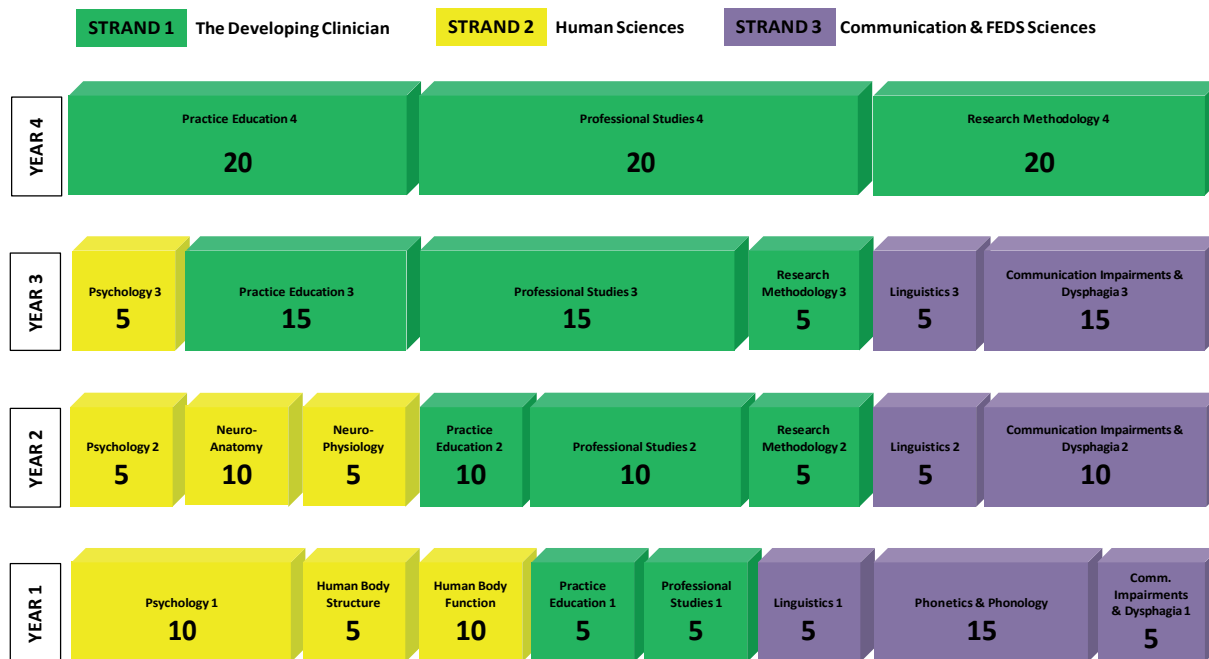 STRAND 1 The Developing Clinician STRAND 2 Human Sciences STRAND 3 Communication & FEDS Sciences
YEAR 4
Practice Education 4
20
Professional Studies 4
20
Research Methodology 4
20
YEAR 3
Psychology 3
5
Practice Education 3
15
Professional Studies 3
15
Research
Methodology 3
5
Linguistics 3
5
Communication Impairments &
Dysphagia 3
15
YEAR 2
Psychology 2
5
Neuro-
Anatomy
10
Neuro-
Physiology
5
Practice
Education 2
10
Professional Studies 2
10
Research
Methodology 2
5
Linguistics 2
5
Communication Impairments &
Dysphagia 2
10
YEAR 1
Psychology 1
10
Human Body
Structure
5
Human Body
Function
10
Practice
Education 1
5
Professional
Studies 1
5
Linguistics 1
5
Phonetics & Phonology
15
Comm.
Impairments
& Dysphagia 1
5